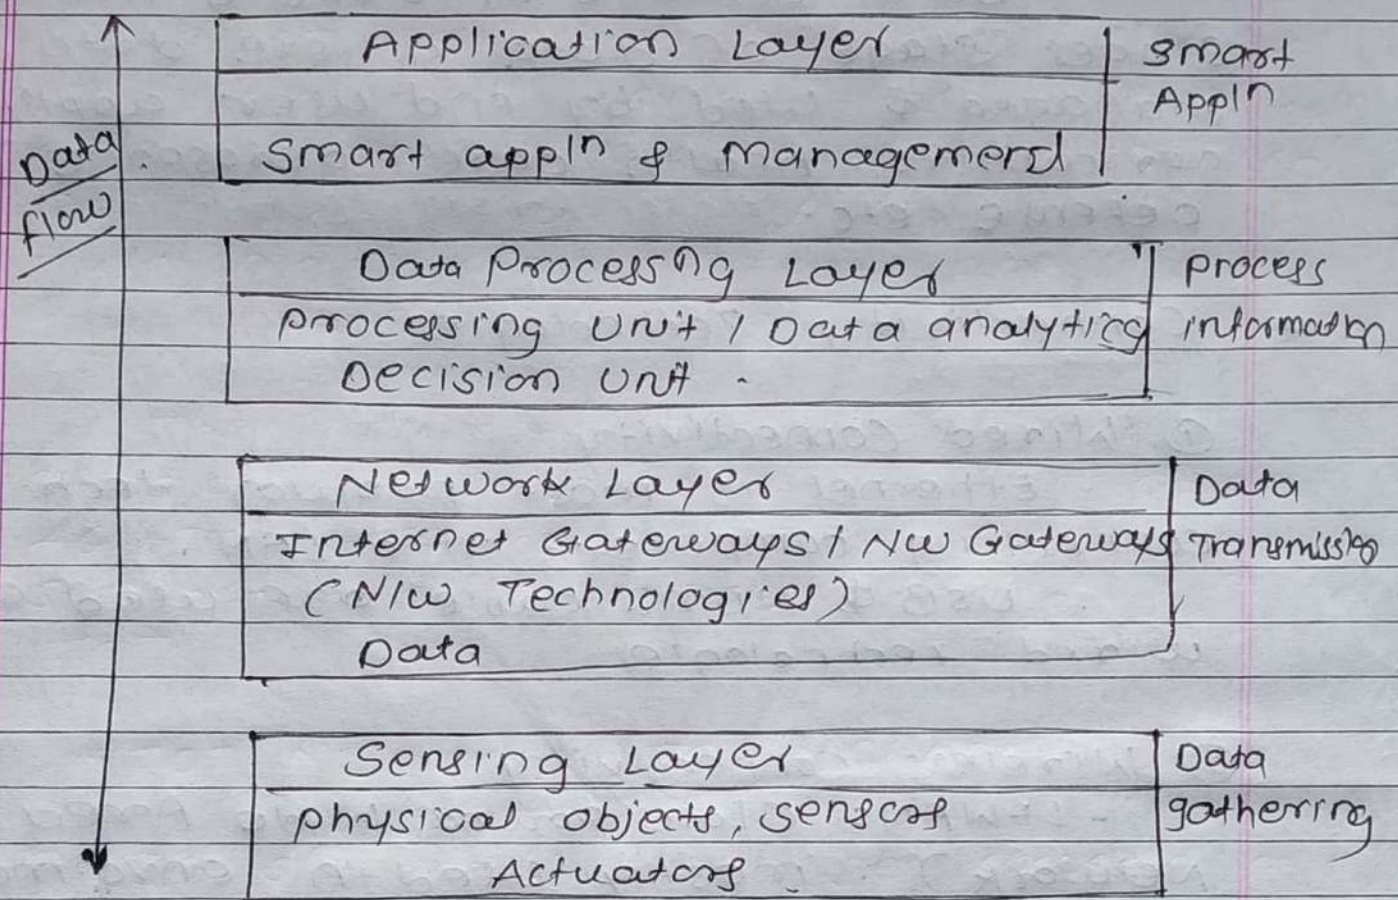 Application Layer
Smart
Appln
Smart appln & Management
Data
flow
Data Processing Layer
Process
Processing Unit / Data analytics
information
Decision Unit
Network Layer
Data
Internet Gateways / NW Gateways
Transmission
(N/W Technologies)
Data
Sensing Layer
Data
physical objects, sensors
gathering
Actuators